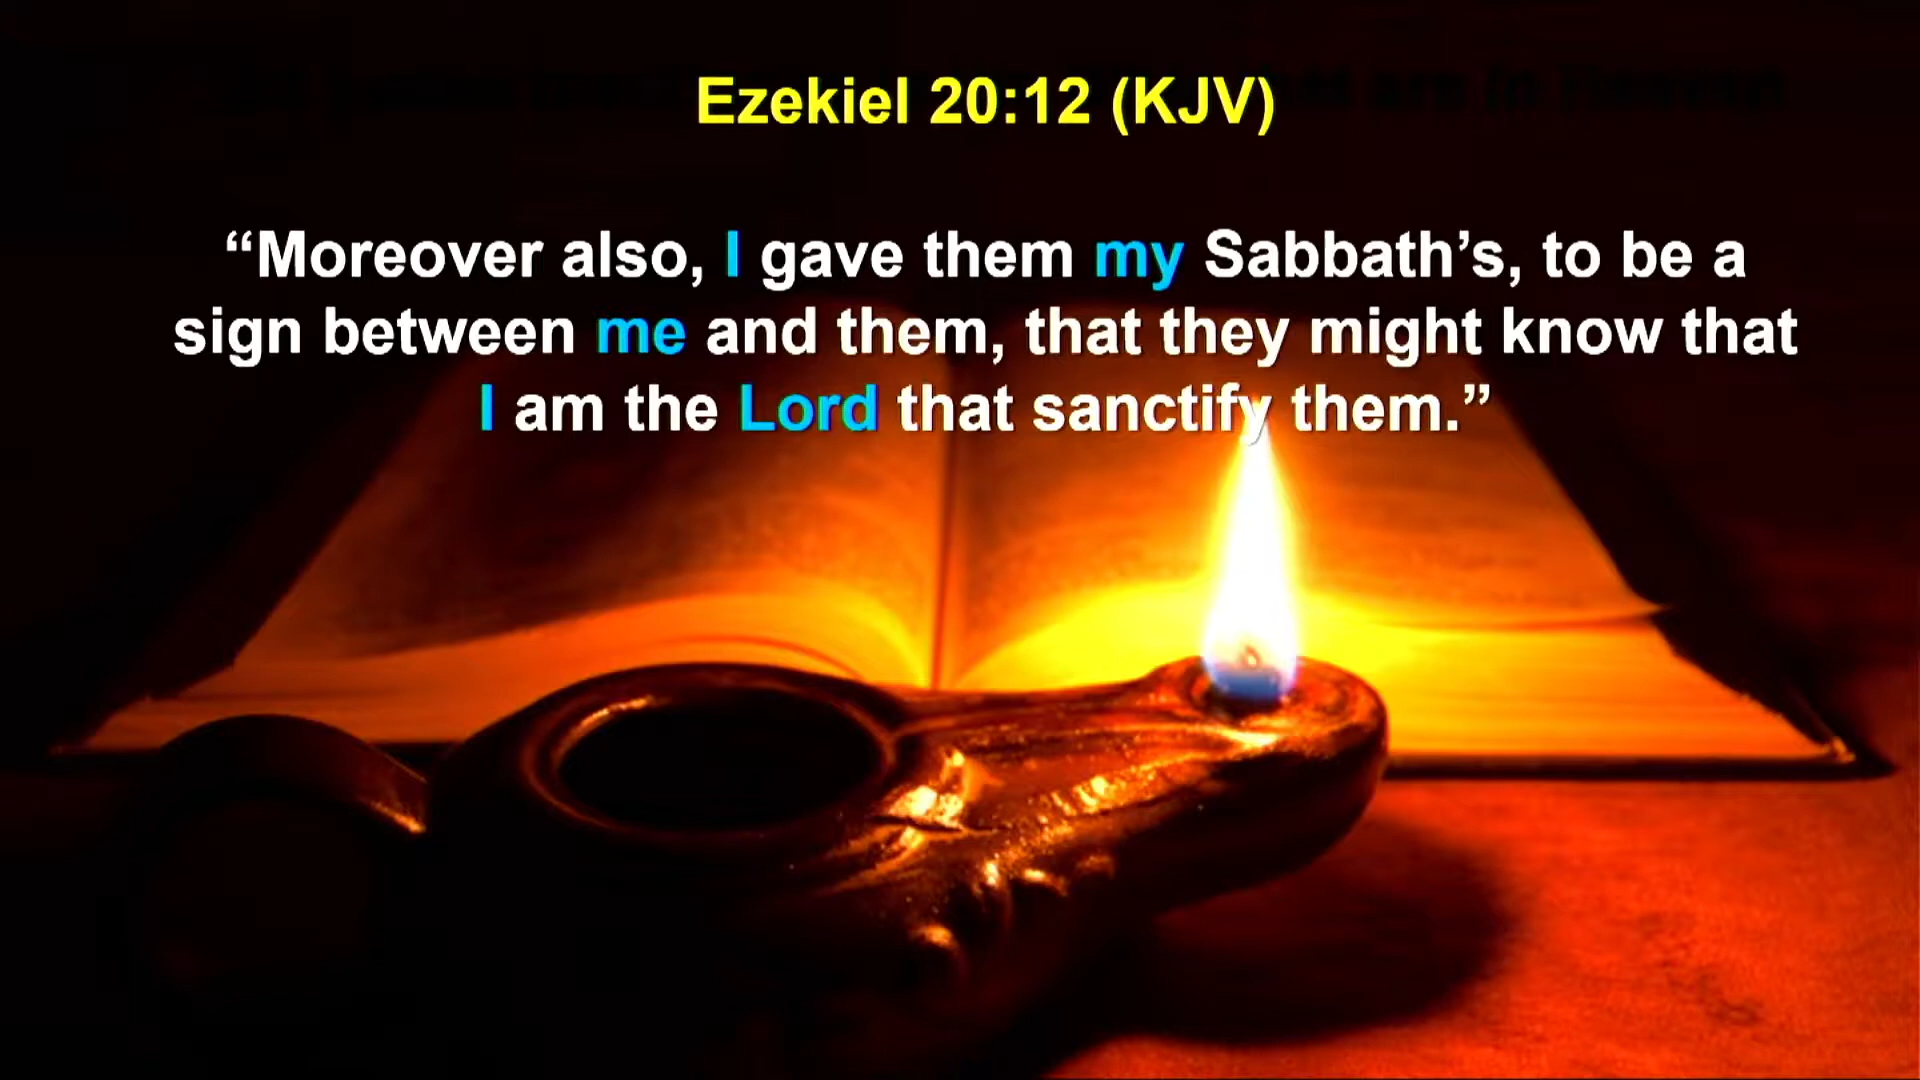 Ezekiel 20:12 (KJV)
“Moreover also, I gave them my Sabbath’s, to be a
sign between me and them, that they might know that
I am the Lord that sanctify them.”